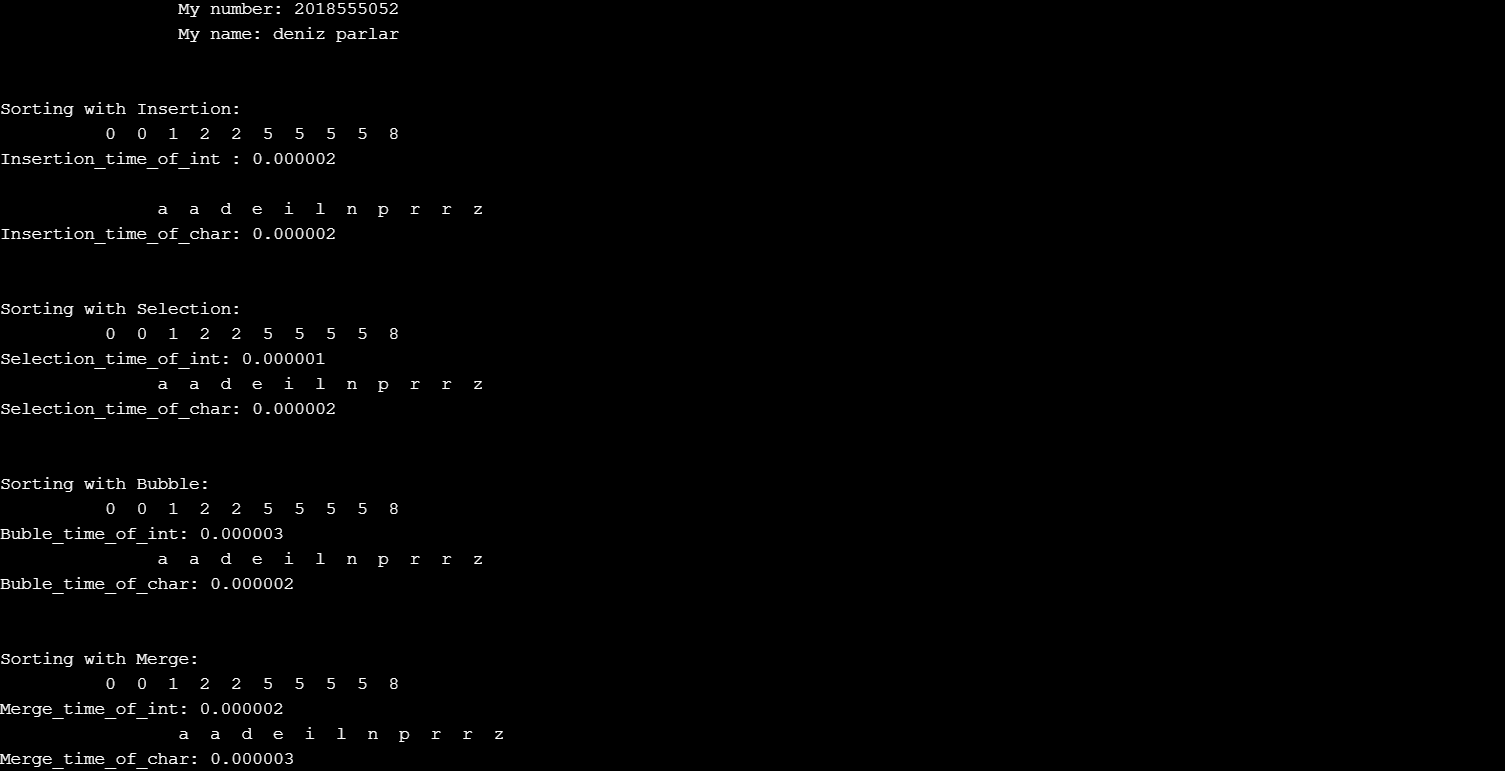 My number: 2018555052
My name: deniz parlar
Sorting with Insertion:
0 0 1 2 2 5 5 5 5 8
Insertion_time_of_int : 0.000002
a a d e i l n p r r z
Insertion_time_of_char: 0.000002
Sorting with Selection:
0 0 1 2 2 5 5 5 5 8
Selection_time_of_int: 0.000001
a a d e i l n p r r z
Selection_time_of_char: 0.000002
Sorting with Bubble:
0 0 1 2 2 5 5 5 5 8
Buble_time_of_int: 0.000003
a a d e i l n p r r z
Buble_time_of_char: 0.000002
Sorting with Merge:
0 0 1 2 2 5 5 5 5 8
Merge_time_of_int: 0.000002
a a d e i l n p r r z
Merge_time_of_char: 0.000003